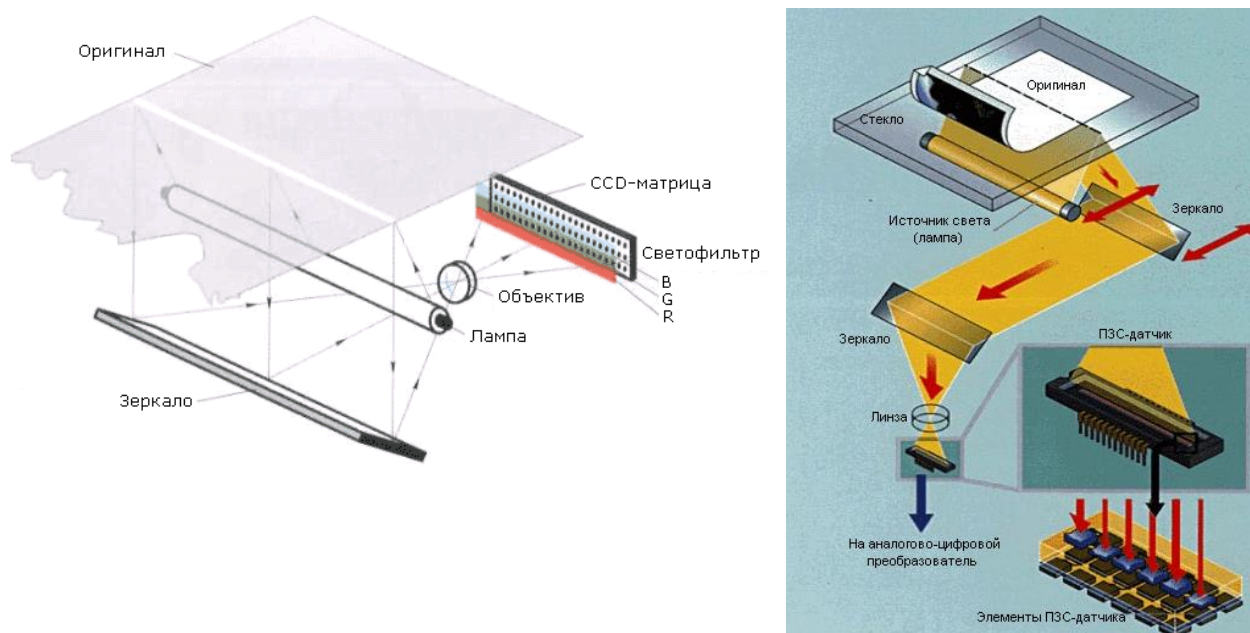 Оригинал
CCD-матрица
Светофильтр
B
G
R
Объектив
Лампа
Зеркало
Оригинал
Стекло
Источник света
(лампа)
Зеркало
Зеркало
ПЗС-датчик
Линза
На аналогово-цифровой
преобразователь
Элементы ПЗС-датчика